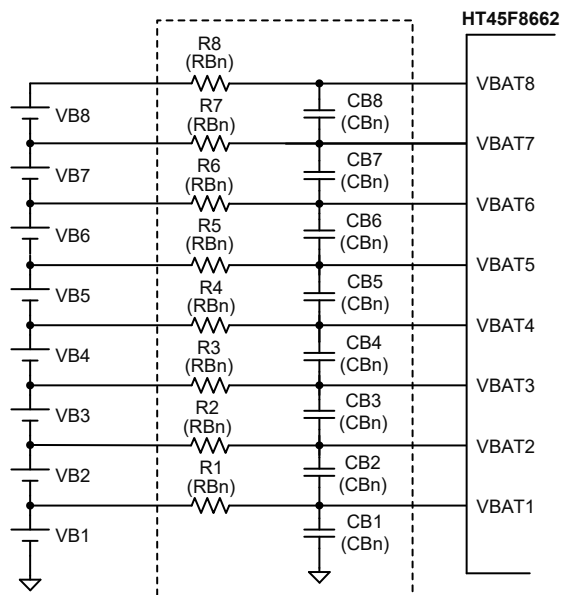 HT45F8662
R8
(RBn)
VBAT8
VB8
CB8
(CBn)
R7
(RBn)
VBAT7
VB7
CB7
(CBn)
R6
(RBn)
VBAT6
VB6
CB6
(CBn)
R5
(RBn)
VBAT5
VB5
CB5
(CBn)
R4
(RBn)
VBAT4
VB4
CB4
(CBn)
R3
(RBn)
VBAT3
VB3
CB3
(CBn)
R2
(RBn)
VBAT2
VB2
CB2
(CBn)
R1
(RBn)
VBAT1
VB1
CB1
(CBn)